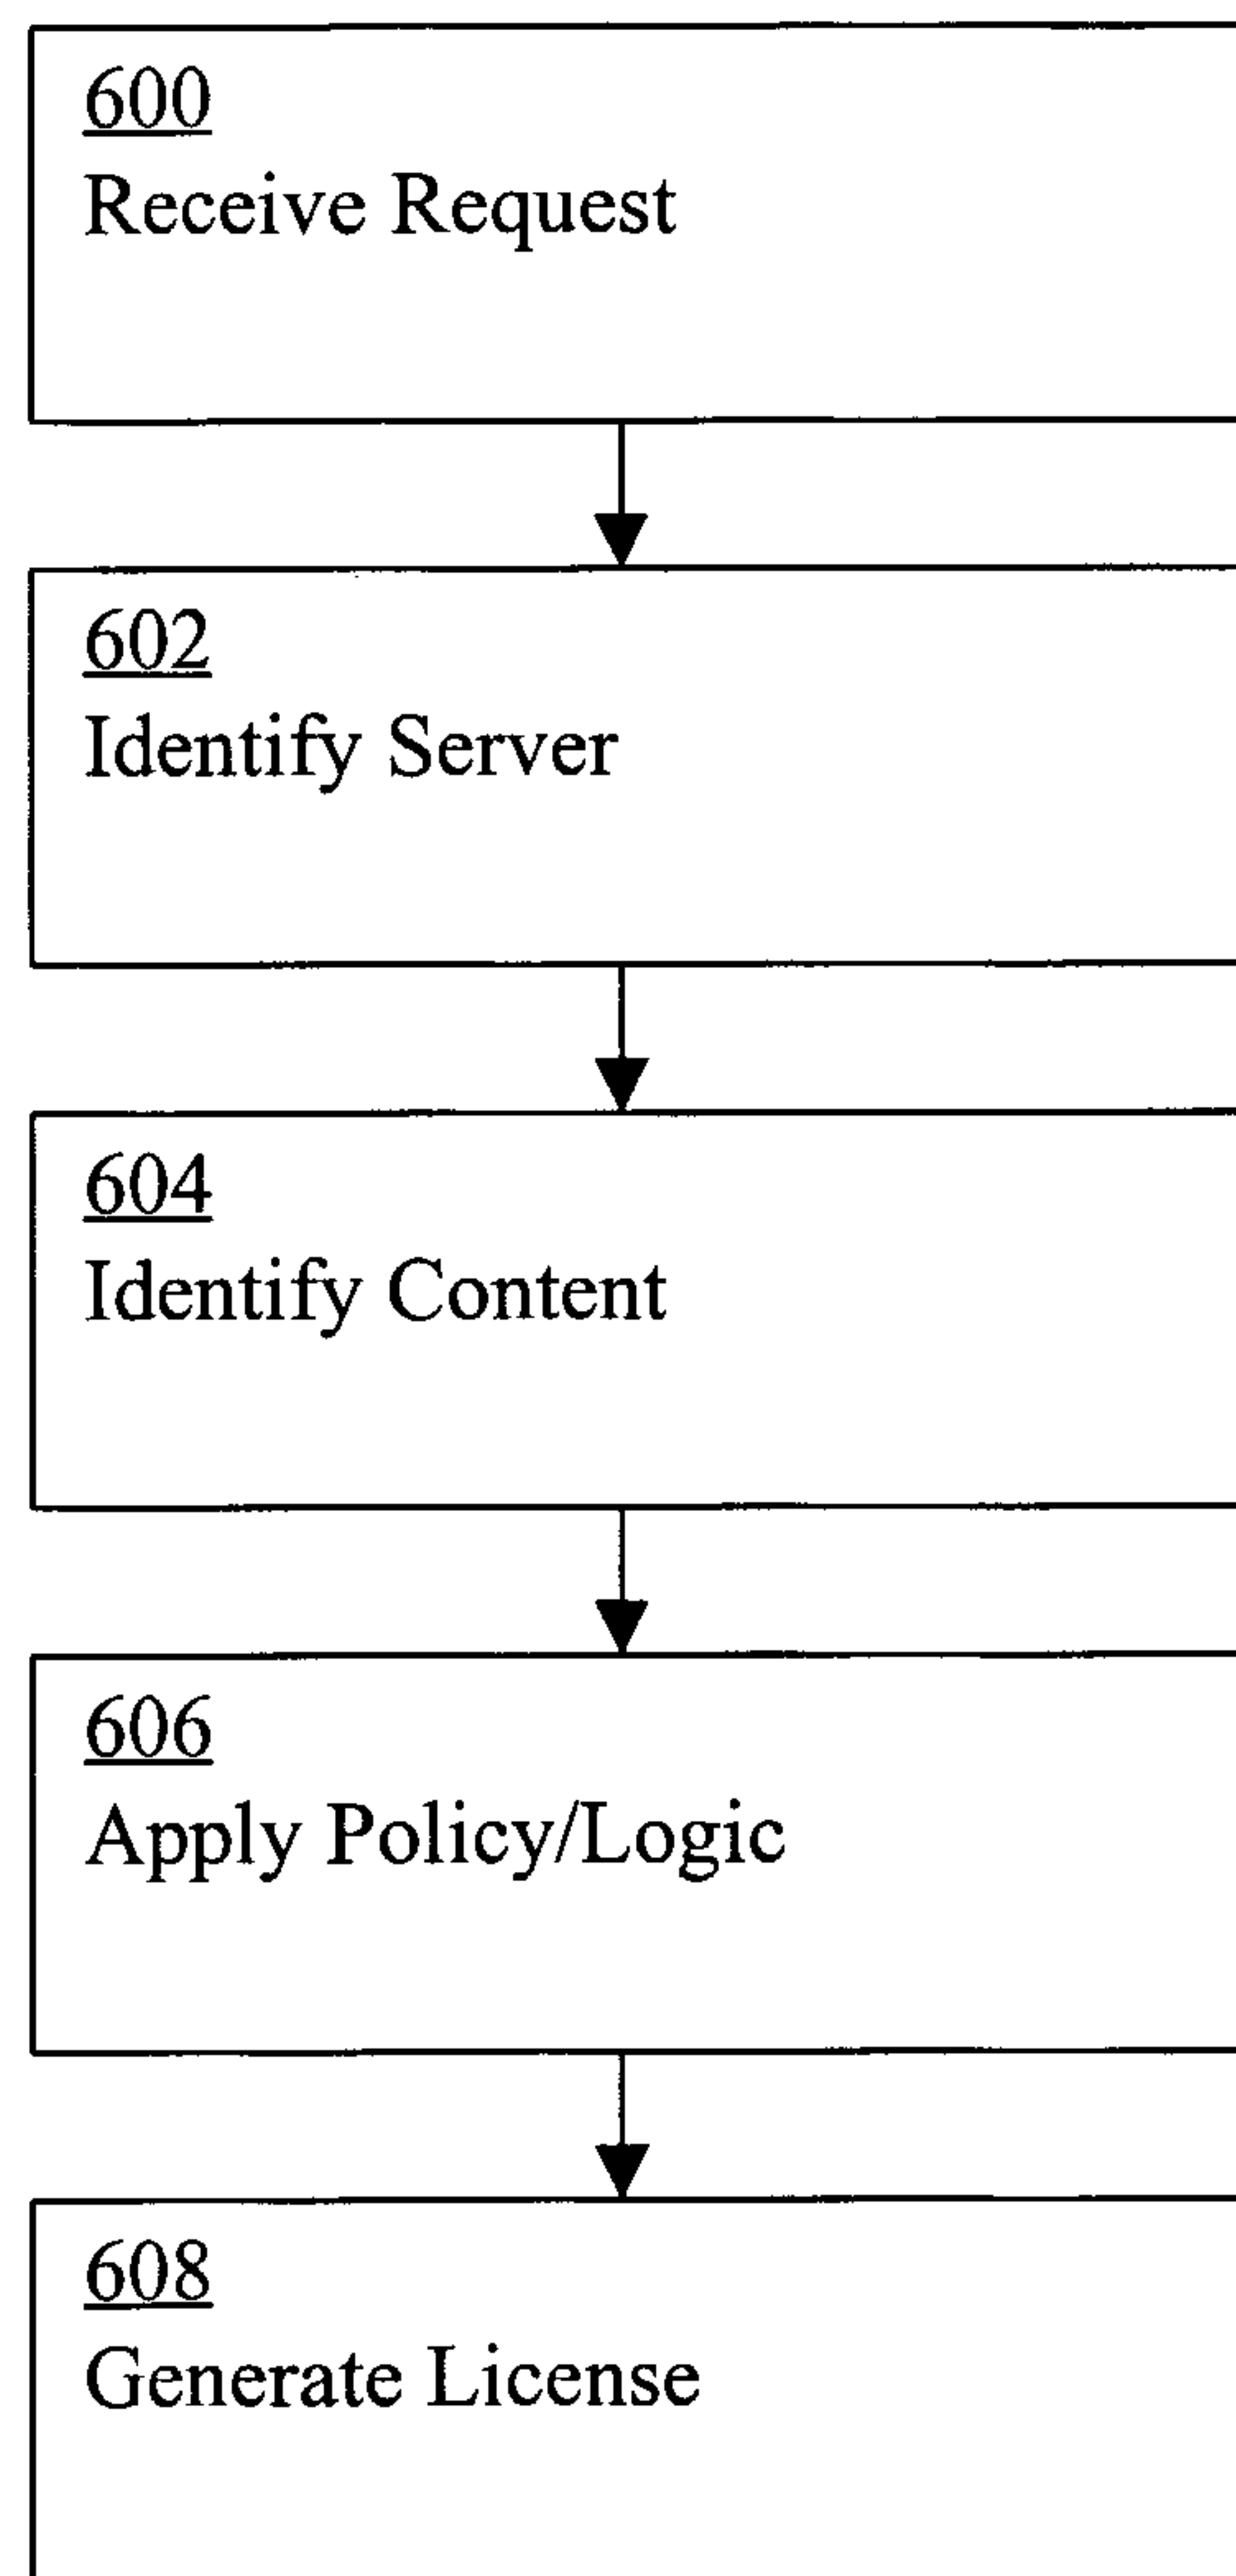 600
Receive Request
602
Identify Server
604
Identify Content
606
Apply Policy/Logic
608
Generate License